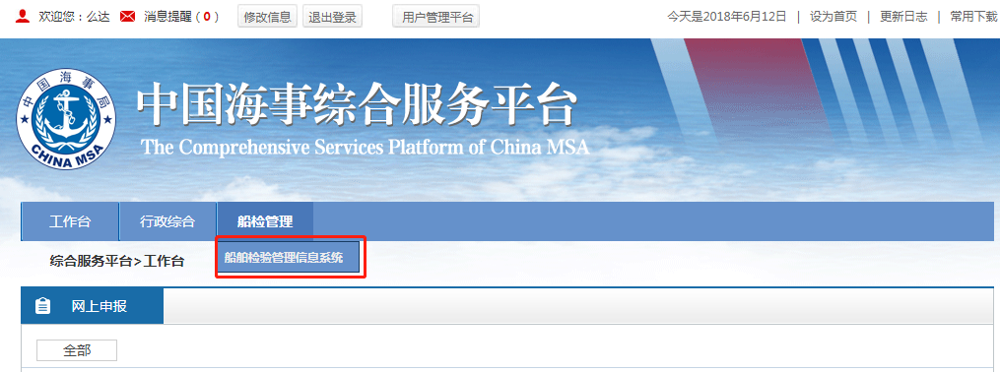 欢迎您：么达 消息提醒（0） 修改信息 退出登录 用户管理平台 今天是2018年6月12日 | 设为首页 | 更新日志 | 常用下载
中国海事局
CHINA MSA
中国海事综合服务平台
The Comprehensive Services Platform of China MSA
工作台 行政综合 船检管理
综合服务平台>工作台 船舶检验管理信息系统
网上申报
全部